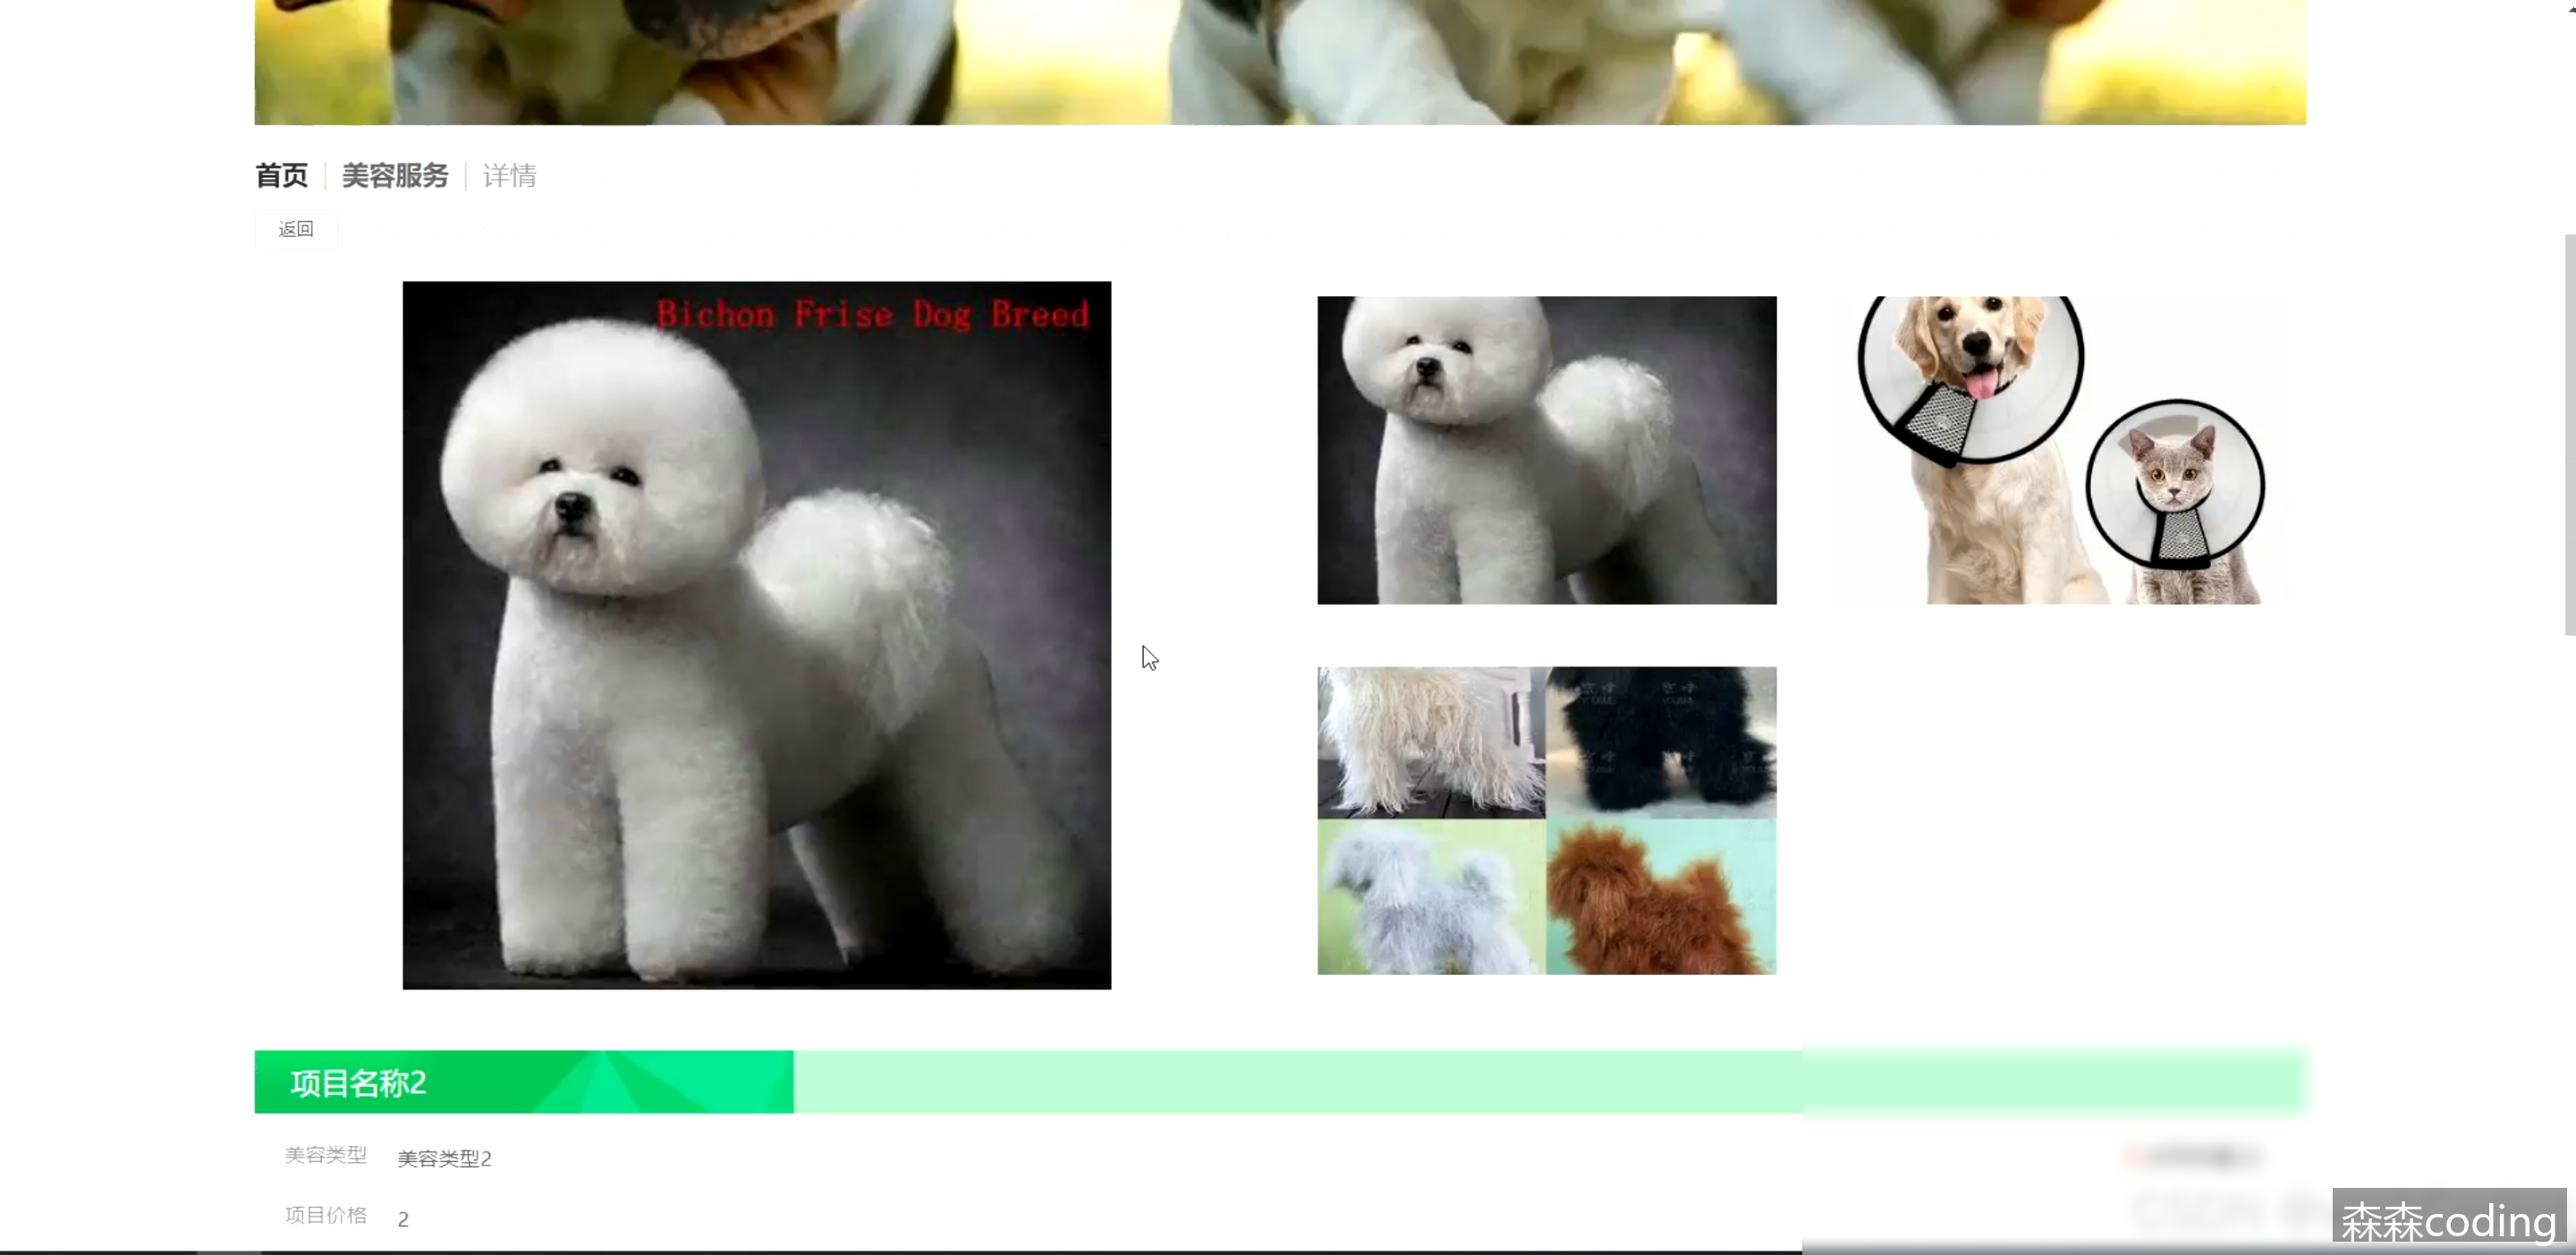 首页 | 美容服务 | 详情
返回
Bichon Frise Dog Breed
项目名称2
美容类型 美容类型2
项目价格 2
森森coding